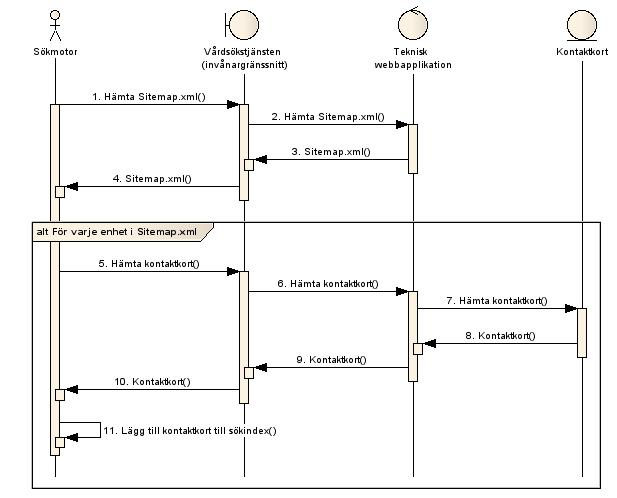 Sökmotor
Vårdsökstjänsten
(invånargränssnitt)
Teknisk
webbapplikation
Kontaktkort
1. Hämta Sitemap.xml()
2. Hämta Sitemap.xml()
3. Sitemap.xml()
4. Sitemap.xml()
alt För varje enhet i Sitemap.xml
5. Hämta kontaktkort()
6. Hämta kontaktkort()
7. Hämta kontaktkort()
8. Kontaktkort()
9. Kontaktkort()
10. Kontaktkort()
11. Lägg till kontaktkort till sökindex()